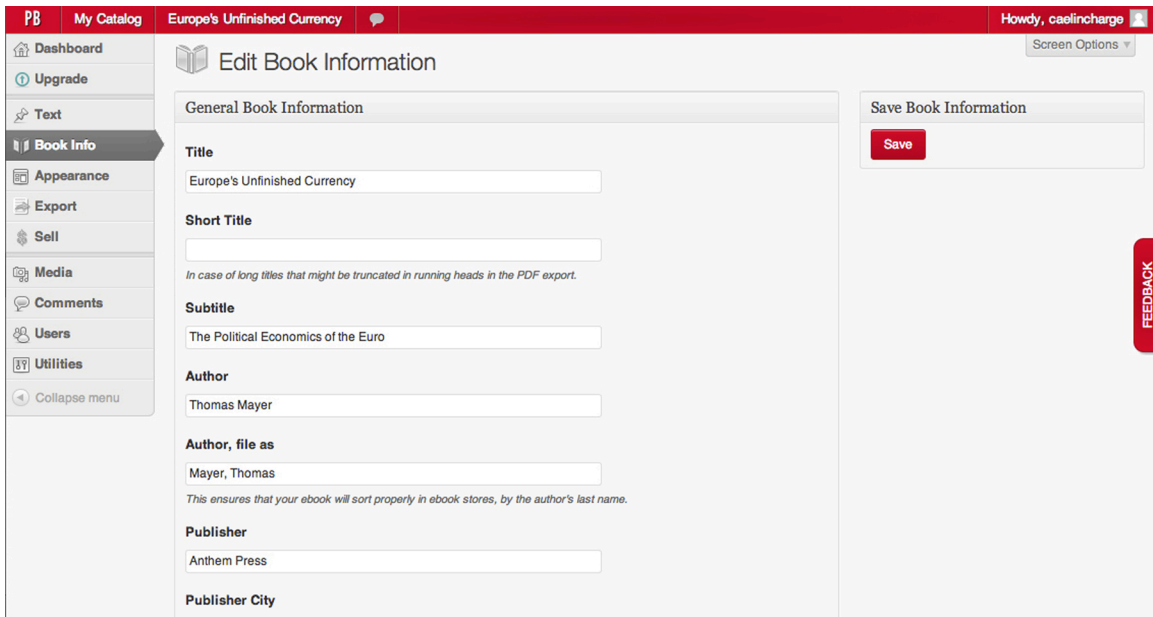 PB My Catalog Europe's Unfinished Currency Howdy, caelincharge
Screen Options
Dashboard
Upgrade
Text
Book Info
Appearance
Export
Sell
Media
Comments
Users
Utilities
Collapse menu
Edit Book Information
General Book Information
Title
Europe's Unfinished Currency
Short Title
In case of long titles that might be truncated in running heads in the PDF export.
Subtitle
The Political Economics of the Euro
Author
Thomas Mayer
Author, file as
Mayer, Thomas
This ensures that your ebook will sort properly in ebook stores, by the author's last name.
Publisher
Anthem Press
Publisher City
Save Book Information
Save
FEEDBACK